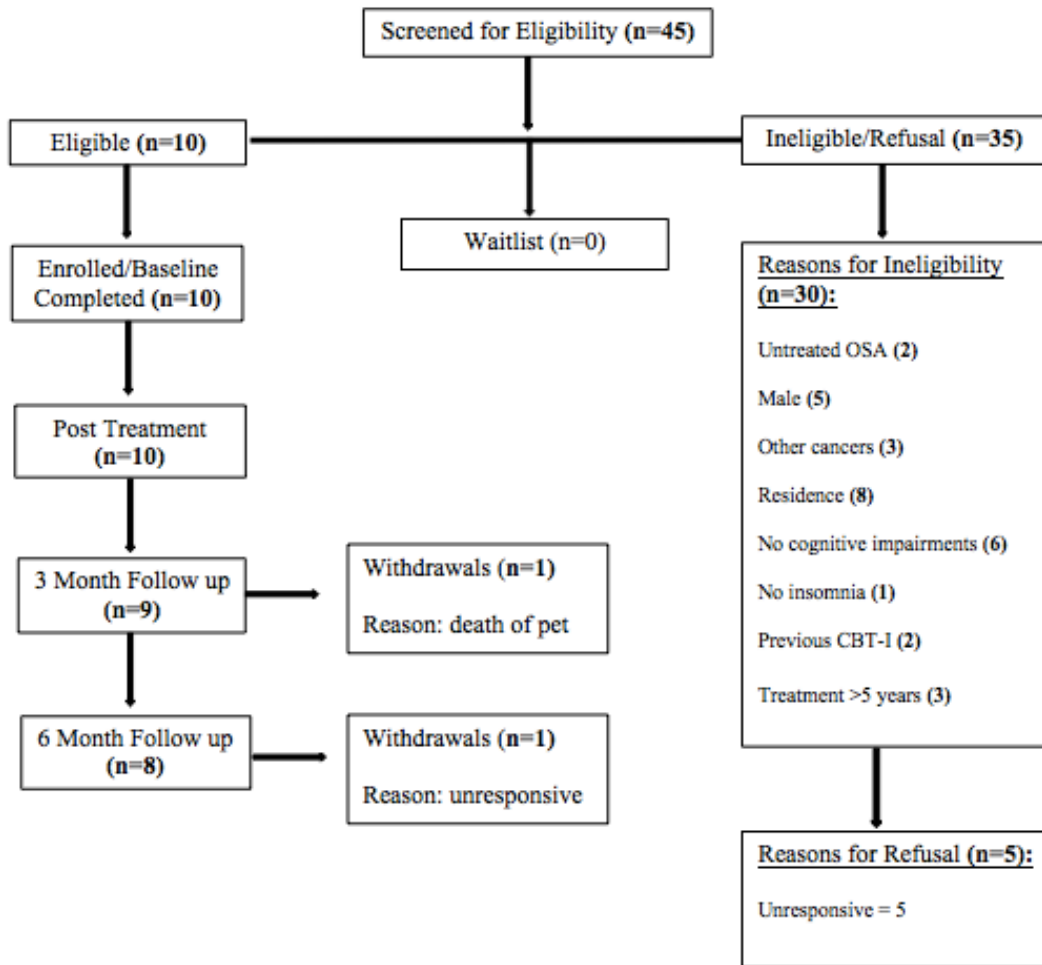 Screened for Eligibility (n=45)
Eligible (n=10)
Ineligible/Refusal (n=35)
Waitlist (n=0)
Enrolled/Baseline
Completed (n=10)
Post Treatment
(n=10)
3 Month Follow up
(n=9)
Withdrawals (n=1)
Reason: death of pet
6 Month Follow up
(n=8)
Withdrawals (n=1)
Reason: unresponsive
Reasons for Ineligibility
(n=30):
Untreated OSA (2)
Male (5)
Other cancers (3)
Residence (8)
No cognitive impairments (6)
No insomnia (1)
Previous CBT-I (2)
Treatment >5 years (3)
Reasons for Refusal (n=5):
Unresponsive = 5